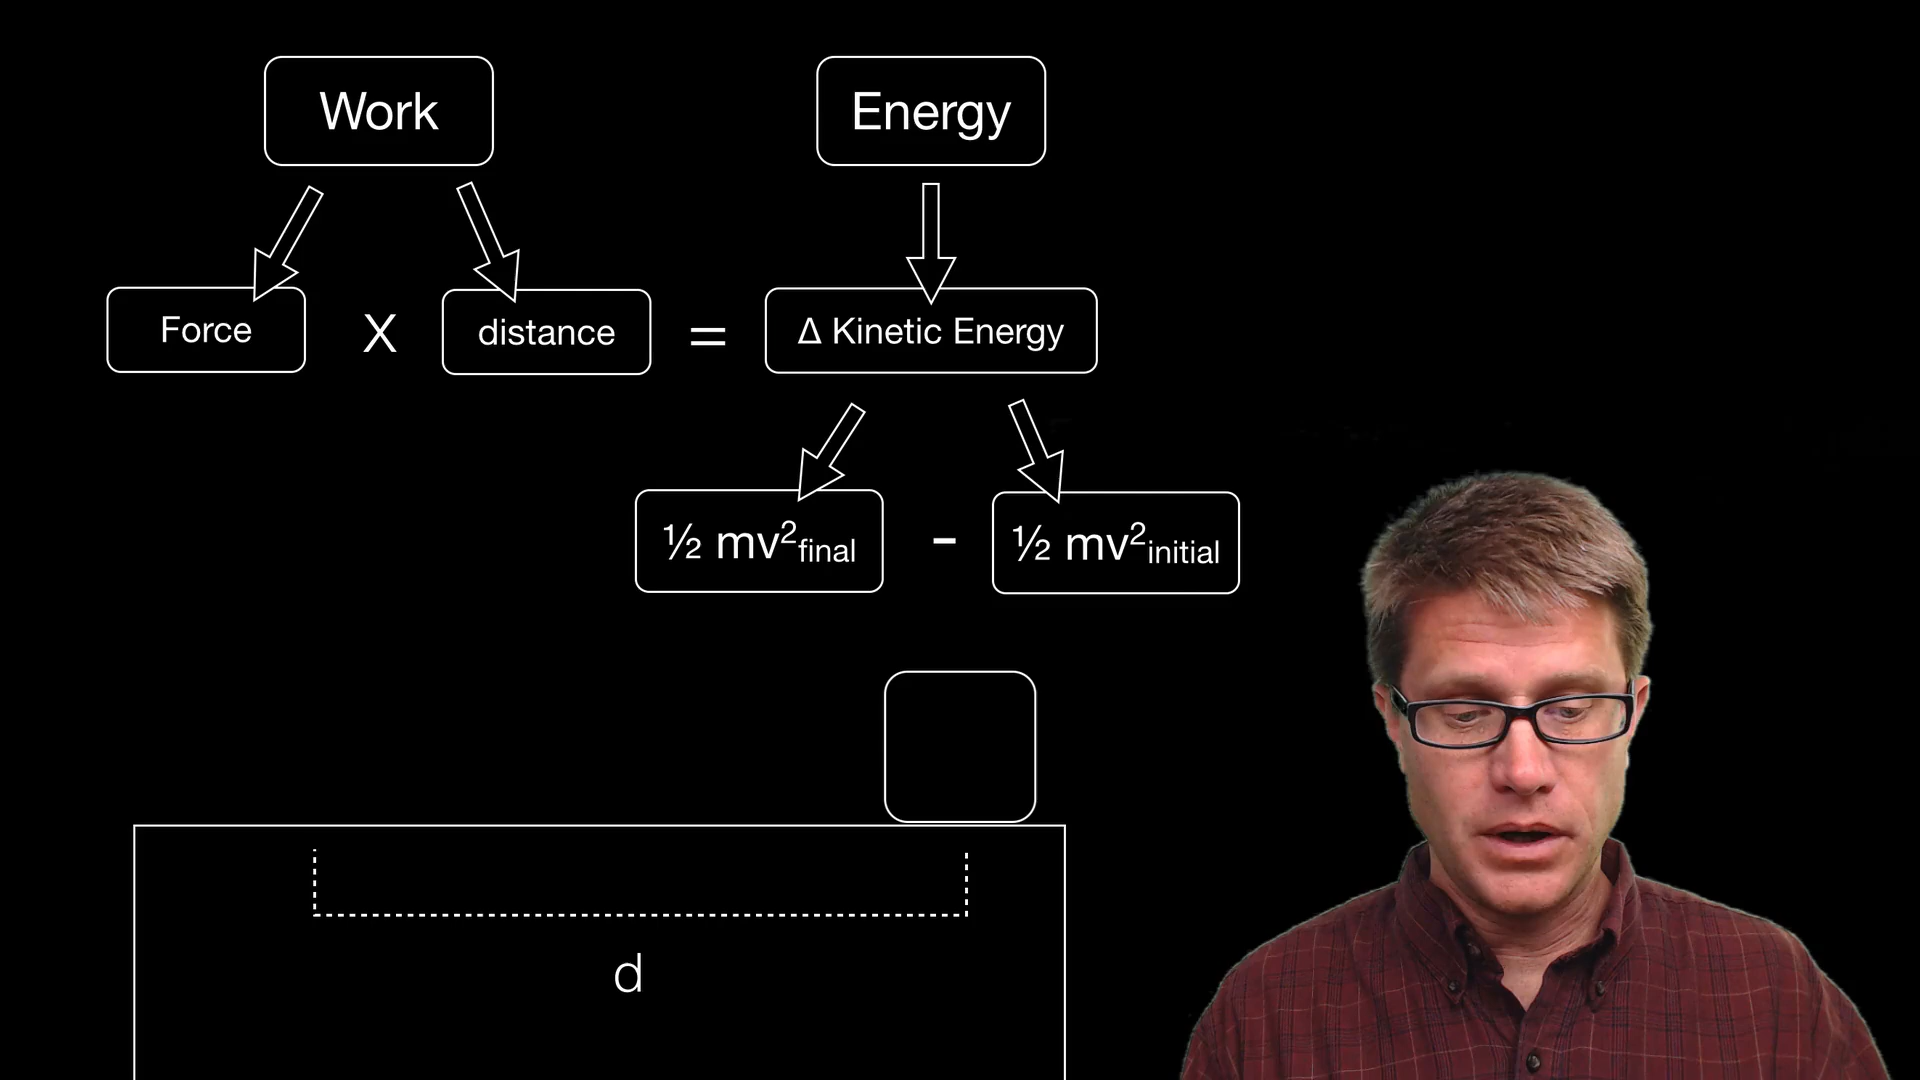 Work
Energy
Force X distance = Δ Kinetic Energy
½ mv²final - ½ mv²initial
d